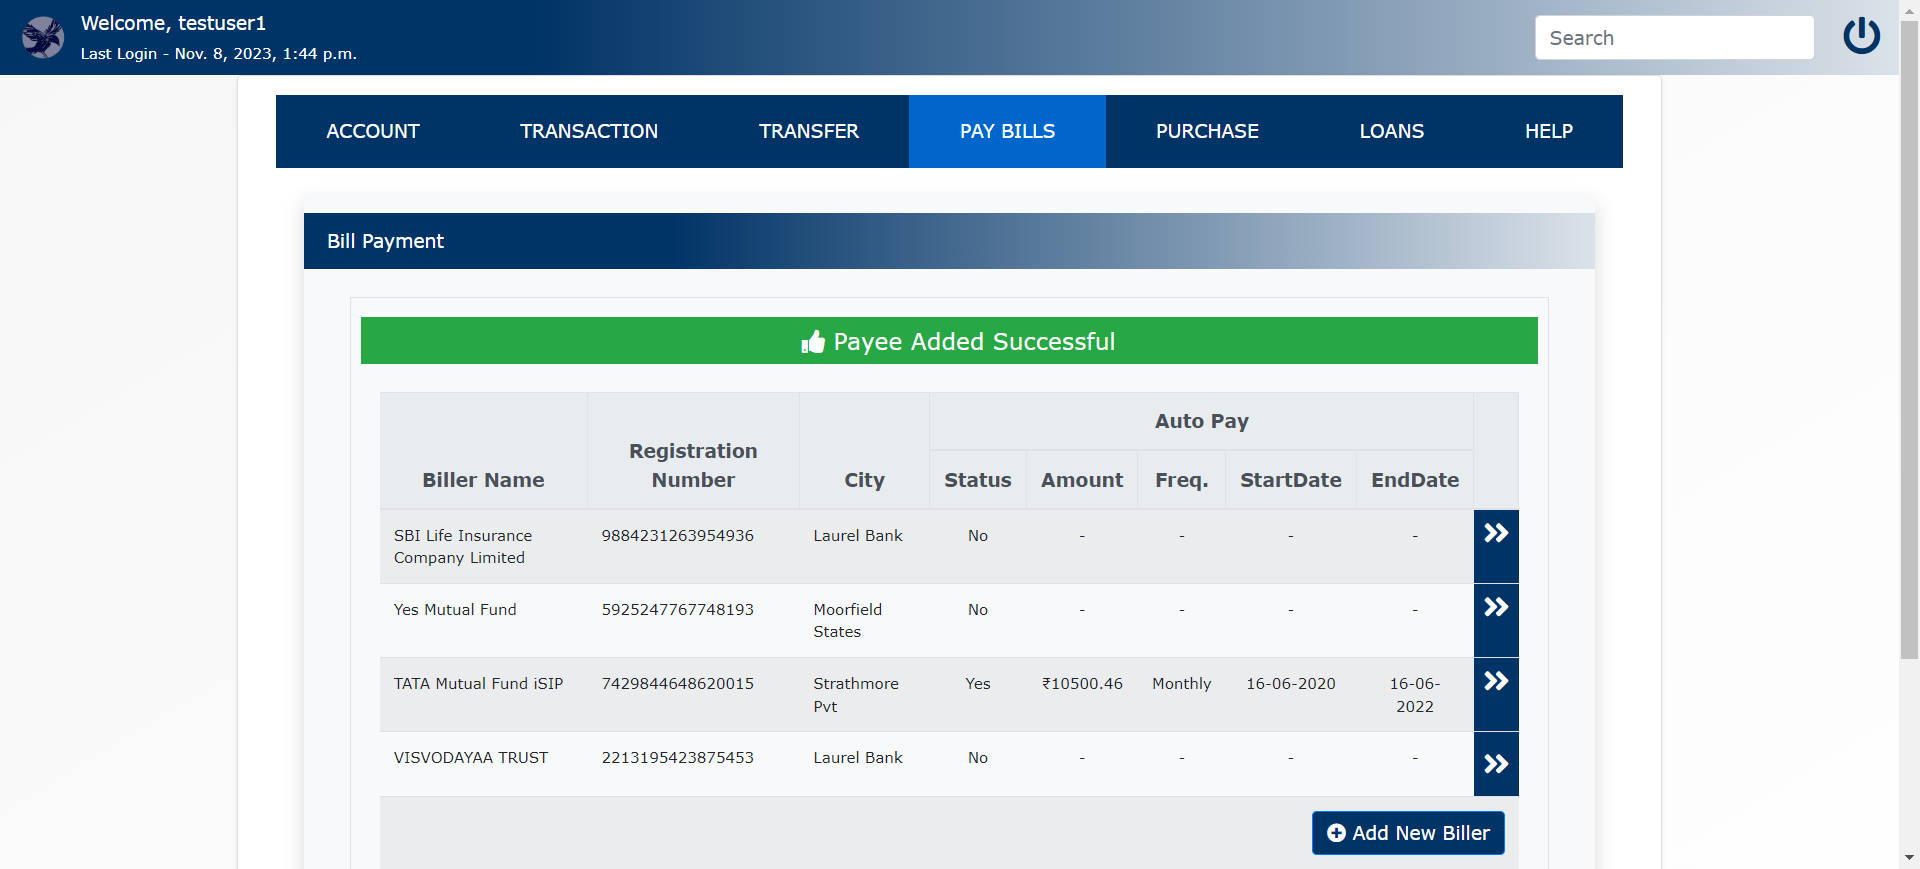 Welcome, testuser1
Last Login - Nov. 8, 2023, 1:44 p.m.
Search
ACCOUNT TRANSACTION TRANSFER PAY BILLS PURCHASE LOANS HELP
Bill Payment
Payee Added Successful
Auto Pay
Biller Name Registration Number City Status Amount Freq. StartDate EndDate
SBI Life Insurance Company Limited 9884231263954936 Laurel Bank No - - - -
Yes Mutual Fund 5925247767748193 Moorfield States No - - - -
TATA Mutual Fund iSIP 7429844648620015 Strathmore Pvt Yes ₹10500.46 Monthly 16-06-2020 16-06-2022
VISVODAYAA TRUST 2213195423875453 Laurel Bank No - - - -
Add New Biller